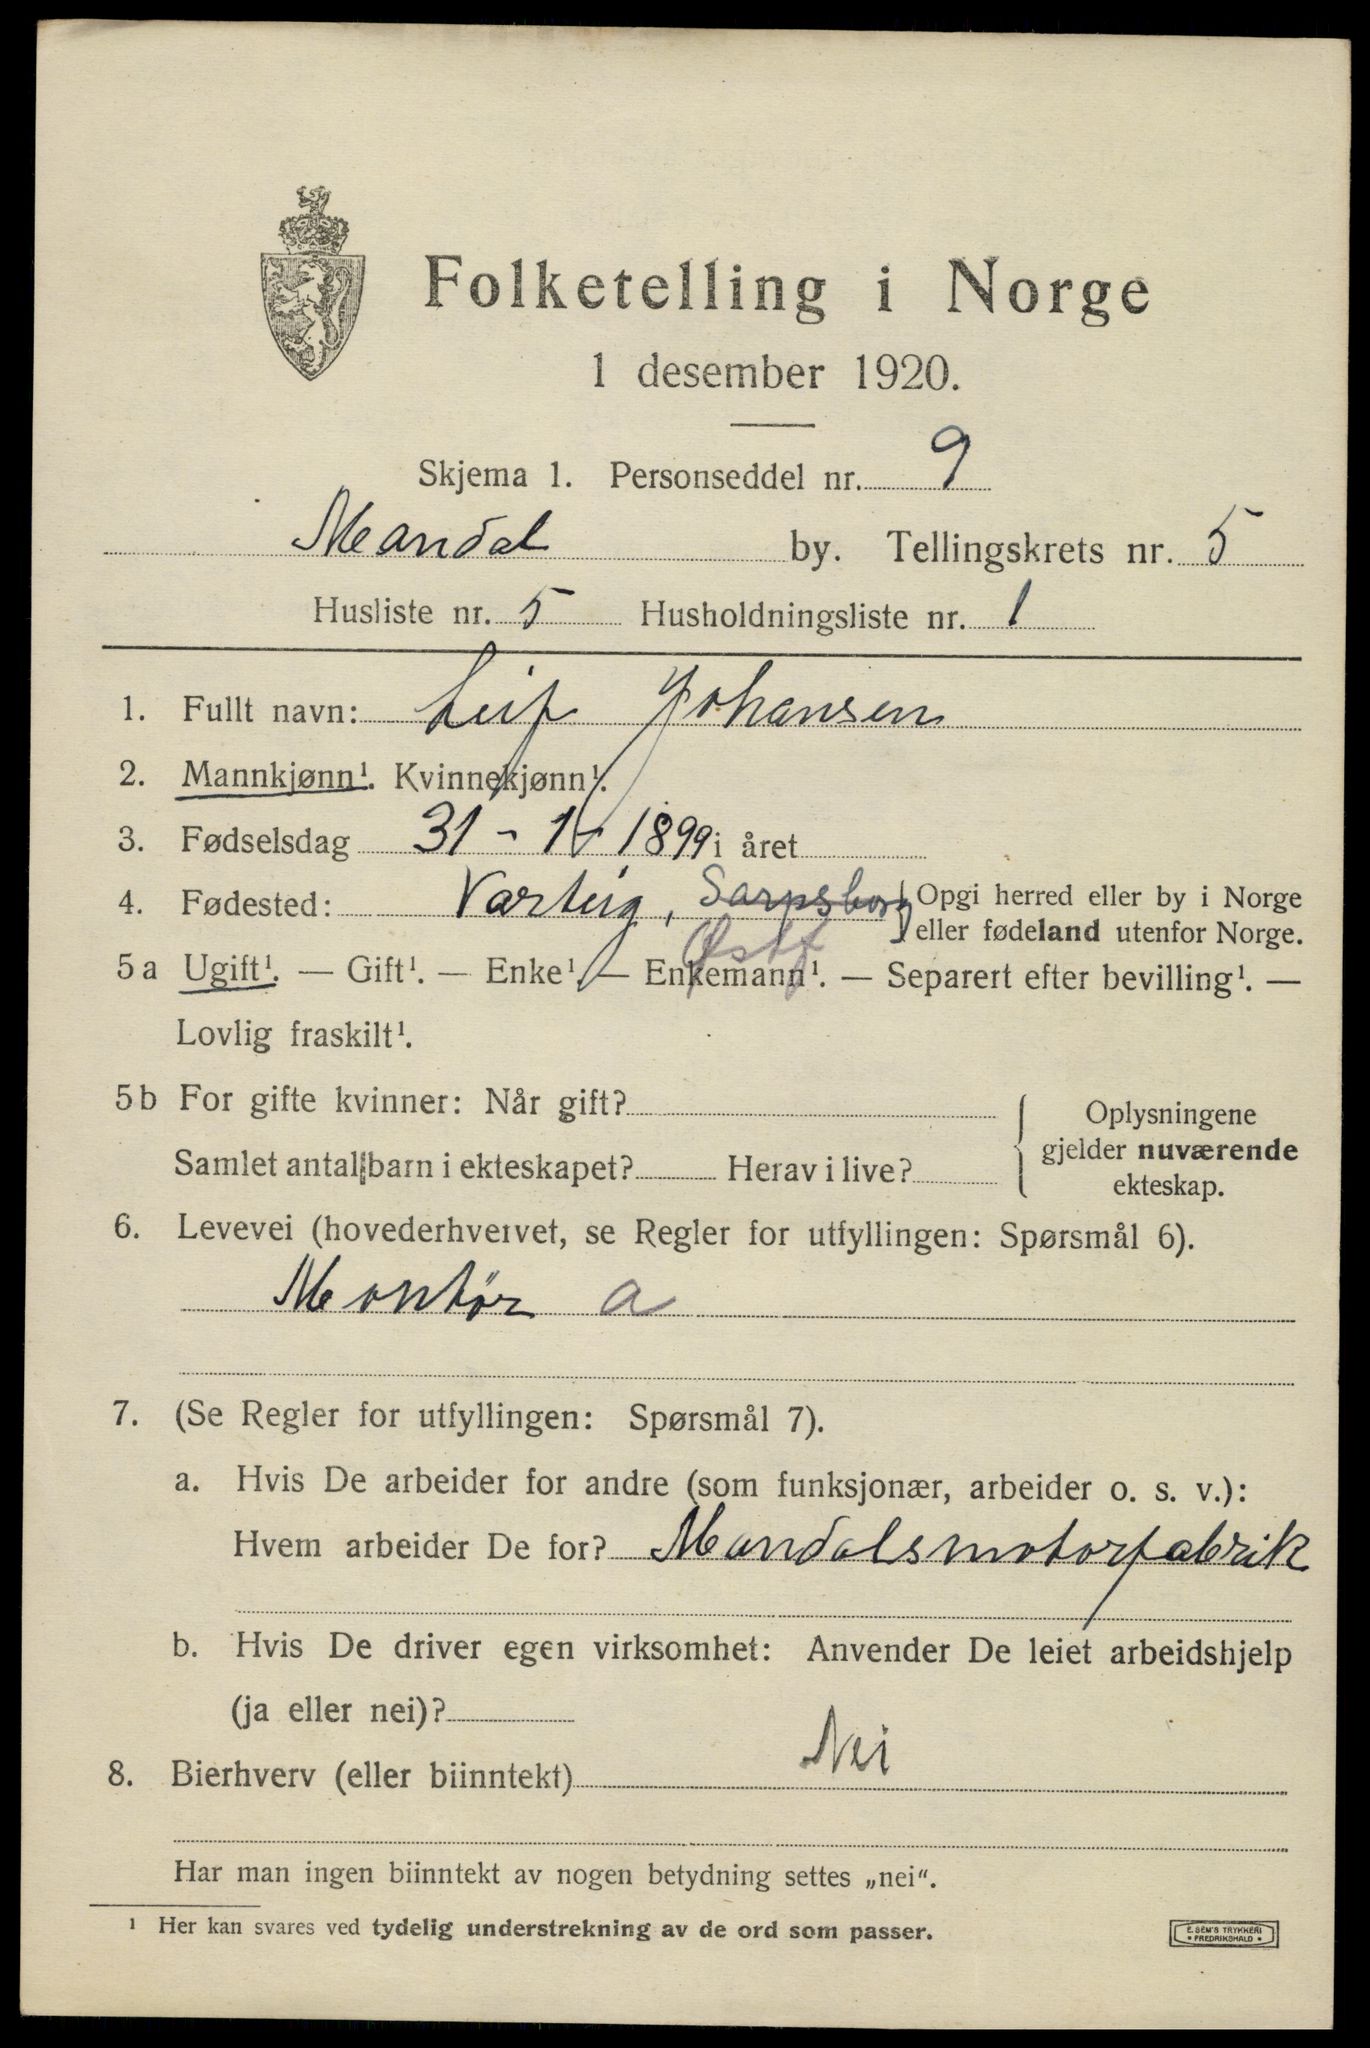 Folketelling i Norge
1 desember 1920.
Skjema 1. Personseddel nr. 9
Mandal by. Tellingskrets nr. 5
Husliste nr. 5 Husholdningsliste nr. 1
1. Fullt navn: Leif Johansen
2. Mannkjønn¹. Kvinnekjønn¹.
3. Fødselsdag 31 - 1 - 1899 i året
4. Fødested: Varteig, Sarpsborg Opgi herred eller by i Norge
Østf eller fødeland utenfor Norge.
5 a Ugift¹. — Gift¹. — Enke¹. — Enkemann¹. — Separert efter bevilling¹. —
Lovlig fraskilt¹.
5 b For gifte kvinner: Når gift? Oplysningene
gjelder nuværende
Samlet antal barn i ekteskapet? Herav i live? ekteskap.
6. Levevei (hovederhvervet, se Regler for utfyllingen: Spørsmål 6).
Montør a
7. (Se Regler for utfyllingen: Spørsmål 7).
a. Hvis De arbeider for andre (som funksjonær, arbeider o. s. v.):
Hvem arbeider De for? Mandalsmotorfabrik
b. Hvis De driver egen virksomhet: Anvender De leiet arbeidshjelp
(ja eller nei)?
8. Bierhverv (eller biinntekt) Nei
Har man ingen biinntekt av nogen betydning settes „nei“.
¹ Her kan svares ved tydelig understrekning av de ord som passer.
E. SEM'S TRYKKERI
• FREDRIKSHALD •